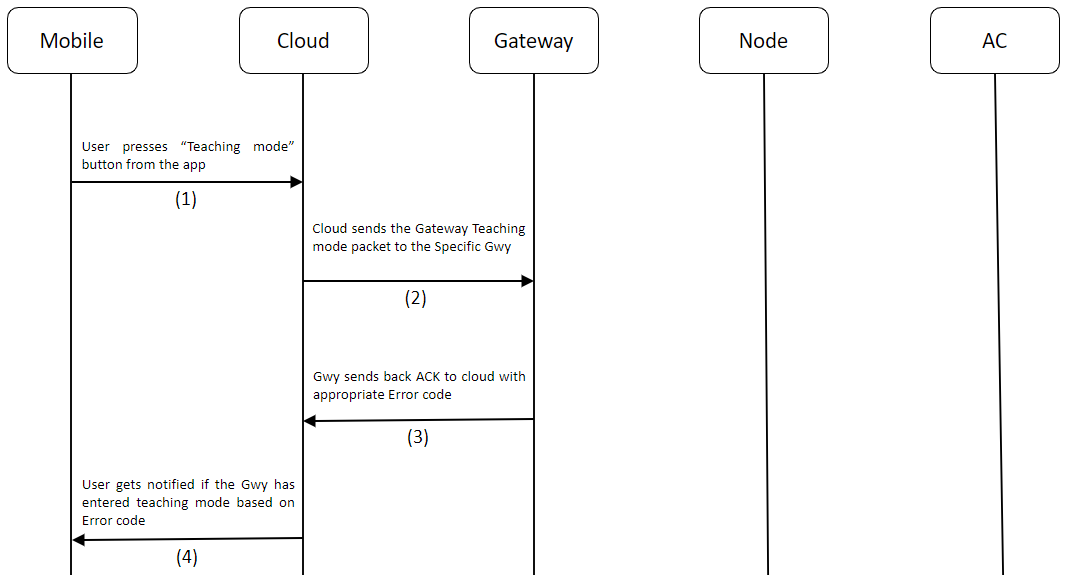 Mobile
Cloud
Gateway
Node
AC
User presses “Teaching mode”
button from the app
(1)
Cloud sends the Gateway Teaching
mode packet to the Specific Gwy
(2)
Gwy sends back ACK to cloud with
appropriate Error code
(3)
User gets notified if the Gwy has
entered teaching mode based on
Error code
(4)